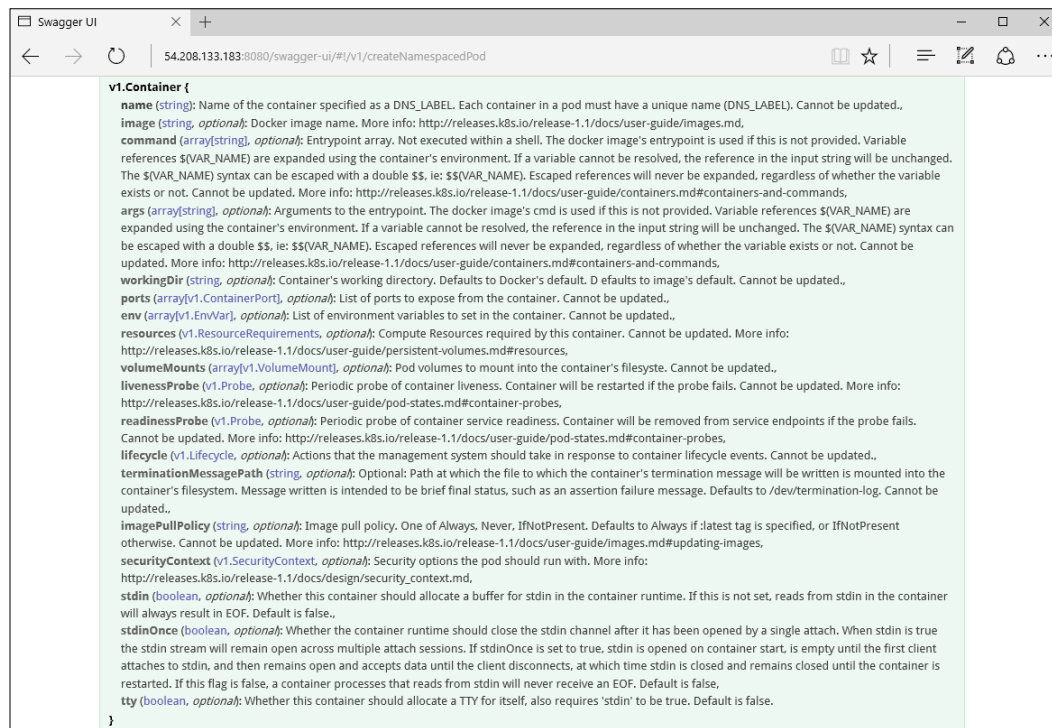 Swagger UI
54.208.133.183:8080/swagger-ui/#!/v1/createNamespacedPod
v1.Container {
name (string): Name of the container specified as a DNS_LABEL. Each container in a pod must have a unique name (DNS_LABEL). Cannot be updated.,
image (string, optional): Docker image name. More info: http://releases.k8s.io/release-1.1/docs/user-guide/images.md,
command (array[string], optional): Entrypoint array. Not executed within a shell. The docker image's entrypoint is used if this is not provided. Variable
references $(VAR_NAME) are expanded using the container's environment. If a variable cannot be resolved, the reference in the input string will be unchanged.
The $(VAR_NAME) syntax can be escaped with a double $$, ie: $$(VAR_NAME). Escaped references will never be expanded, regardless of whether the variable
exists or not. Cannot be updated. More info: http://releases.k8s.io/release-1.1/docs/user-guide/containers.md#containers-and-commands,
args (array[string], optional): Arguments to the entrypoint. The docker image's cmd is used if this is not provided. Variable references $(VAR_NAME) are
expanded using the container's environment. If a variable cannot be resolved, the reference in the input string will be unchanged. The $(VAR_NAME) syntax can
be escaped with a double $$, ie: $$(VAR_NAME). Escaped references will never be expanded, regardless of whether the variable exists or not. Cannot be
updated. More info: http://releases.k8s.io/release-1.1/docs/user-guide/containers.md#containers-and-commands,
workingDir (string, optional): Container's working directory. Defaults to Docker's default. D efaults to image's default. Cannot be updated.,
ports (array[v1.ContainerPort], optional): List of ports to expose from the container. Cannot be updated.,
env (array[v1.EnvVar], optional): List of environment variables to set in the container. Cannot be updated.,
resources (v1.ResourceRequirements, optional): Compute Resources required by this container. Cannot be updated. More info:
http://releases.k8s.io/release-1.1/docs/user-guide/persistent-volumes.md#resources,
volumeMounts (array[v1.VolumeMount], optional): Pod volumes to mount into the container's filesyste. Cannot be updated.,
livenessProbe (v1.Probe, optional): Periodic probe of container liveness. Container will be restarted if the probe fails. Cannot be updated. More info:
http://releases.k8s.io/release-1.1/docs/user-guide/pod-states.md#container-probes,
readinessProbe (v1.Probe, optional): Periodic probe of container service readiness. Container will be removed from service endpoints if the probe fails.
Cannot be updated. More info: http://releases.k8s.io/release-1.1/docs/user-guide/pod-states.md#container-probes,
lifecycle (v1.Lifecycle, optional): Actions that the management system should take in response to container lifecycle events. Cannot be updated.,
terminationMessagePath (string, optional): Optional: Path at which the file to which the container's termination message will be written is mounted into the
container's filesystem. Message written is intended to be brief final status, such as an assertion failure message. Defaults to /dev/termination-log. Cannot be
updated.,
imagePullPolicy (string, optional): Image pull policy. One of Always, Never, IfNotPresent. Defaults to Always if :latest tag is specified, or IfNotPresent
otherwise. Cannot be updated. More info: http://releases.k8s.io/release-1.1/docs/user-guide/images.md#updating-images,
securityContext (v1.SecurityContext, optional): Security options the pod should run with. More info:
http://releases.k8s.io/release-1.1/docs/design/security_context.md,
stdin (boolean, optional): Whether this container should allocate a buffer for stdin in the container runtime. If this is not set, reads from stdin in the container
will always result in EOF. Default is false.,
stdinOnce (boolean, optional): Whether the container runtime should close the stdin channel after it has been opened by a single attach. When stdin is true
the stdin stream will remain open across multiple attach sessions. If stdinOnce is set to true, stdin is opened on container start, is empty until the first client
attaches to stdin, and then remains open and accepts data until the client disconnects, at which time stdin is closed and remains closed until the container is
restarted. If this flag is false, a container processes that reads from stdin will never receive an EOF. Default is false,
tty (boolean, optional): Whether this container should allocate a TTY for itself, also requires 'stdin' to be true. Default is false.
}